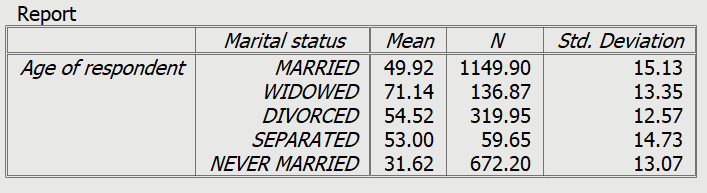 Report
Marital status Mean N Std. Deviation
Age of respondent MARRIED 49.92 1149.90 15.13
WIDOWED 71.14 136.87 13.35
DIVORCED 54.52 319.95 12.57
SEPARATED 53.00 59.65 14.73
NEVER MARRIED 31.62 672.20 13.07